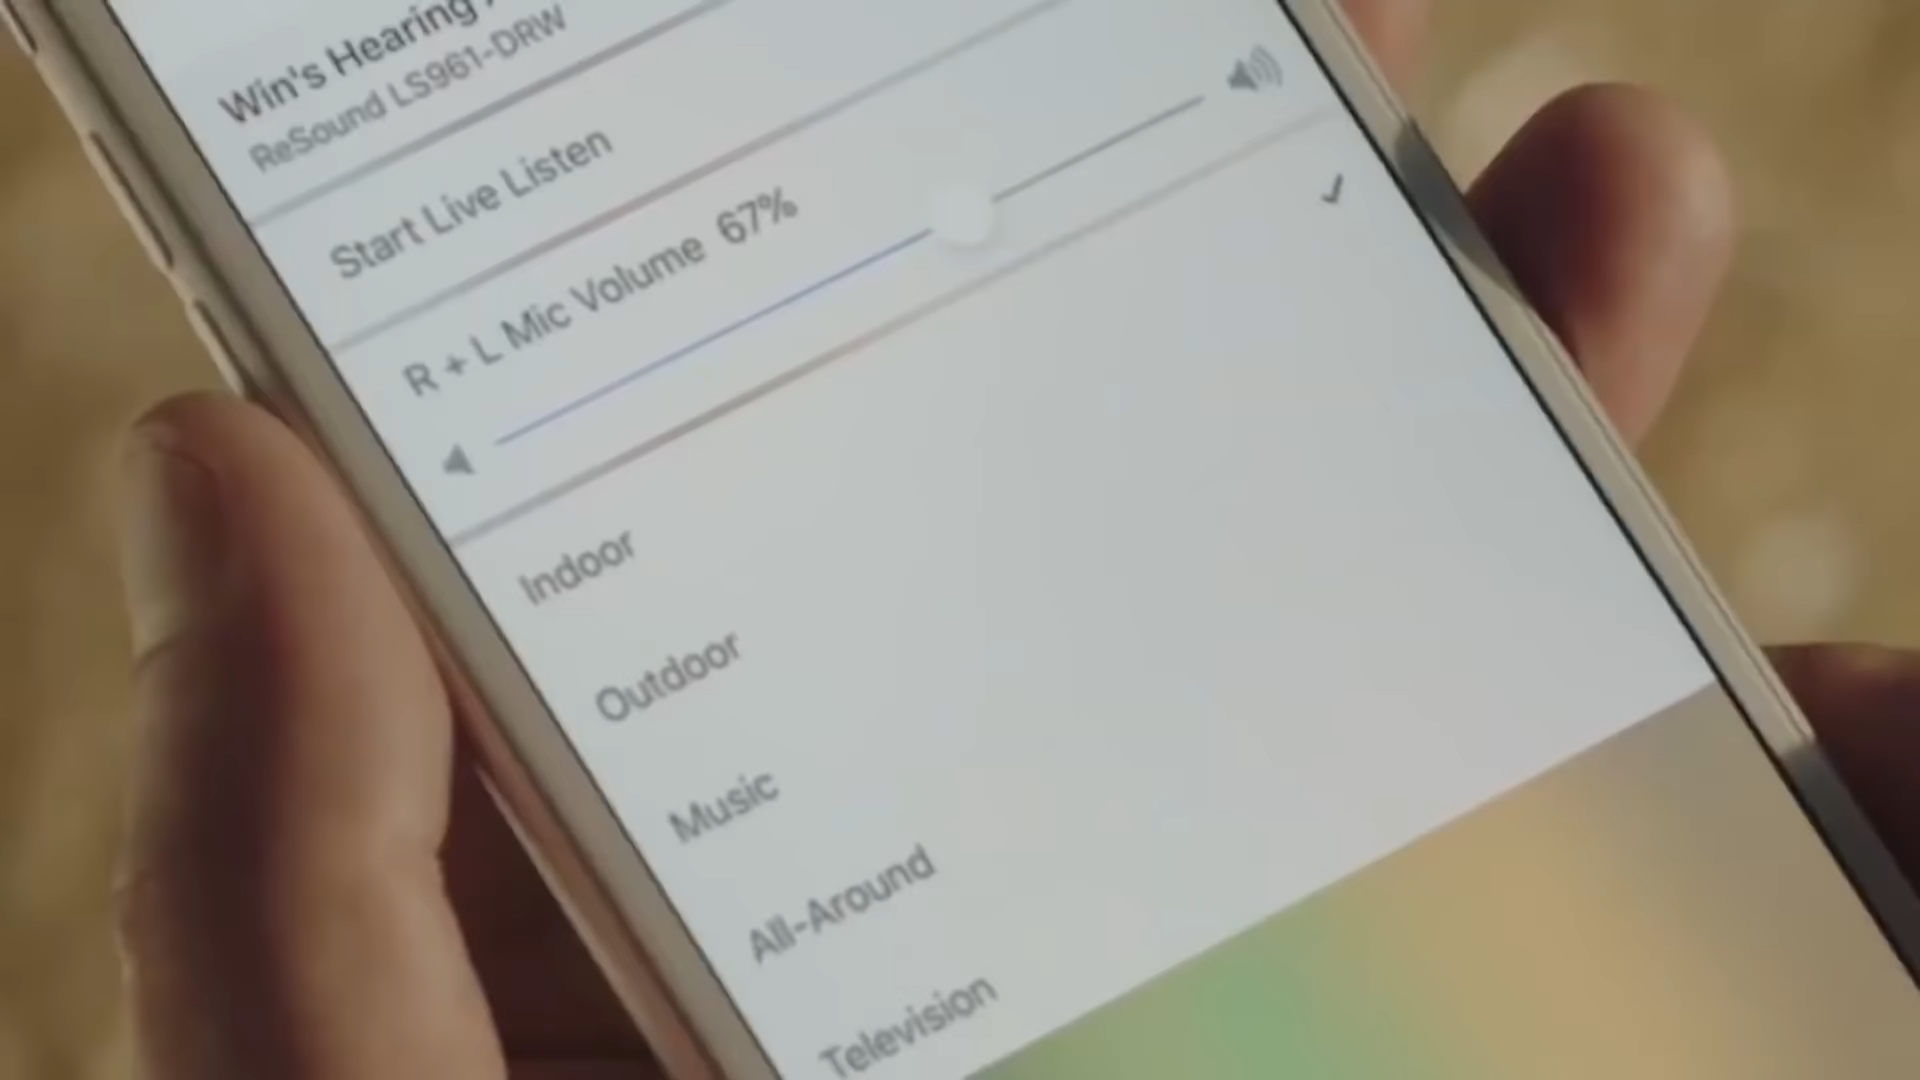 Win's Hearing
ReSound LS961-DRW
Start Live Listen
R + L Mic Volume 67%
Indoor
Outdoor
Music
All-Around
Television